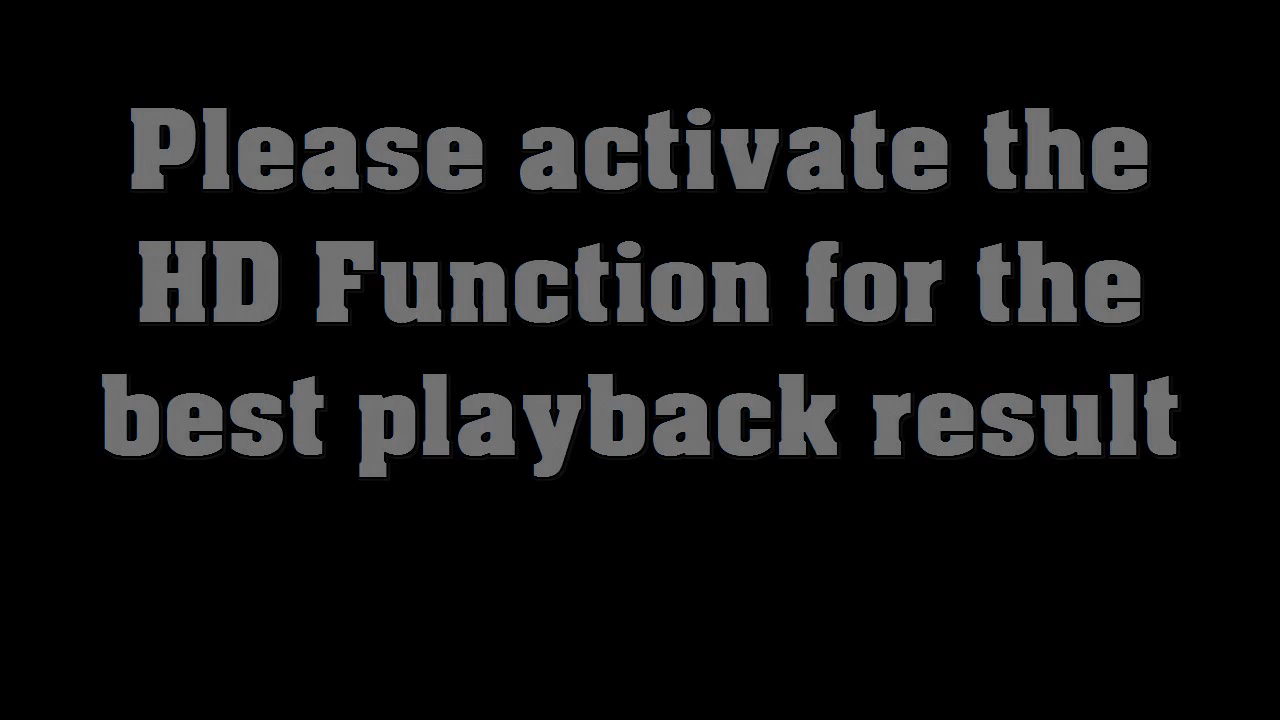 Please activate the
HD Function for the
best playback result